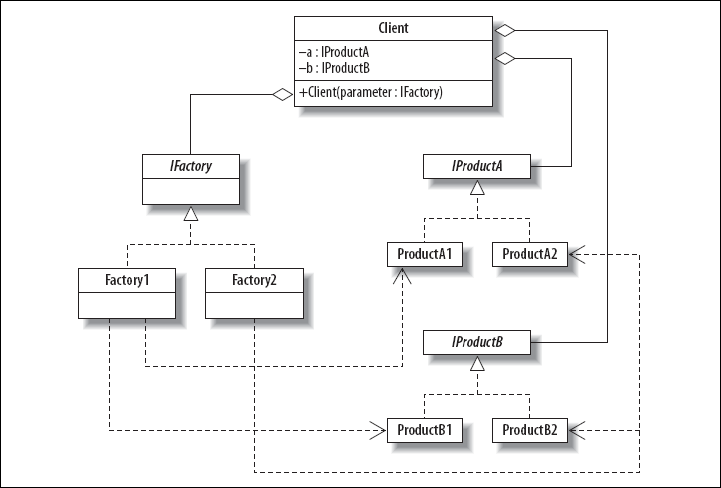 Client
–a : IProductA
–b : IProductB
+Client(parameter : IFactory)
IFactory
IProductA
ProductA1
ProductA2
Factory1
Factory2
IProductB
ProductB1
ProductB2